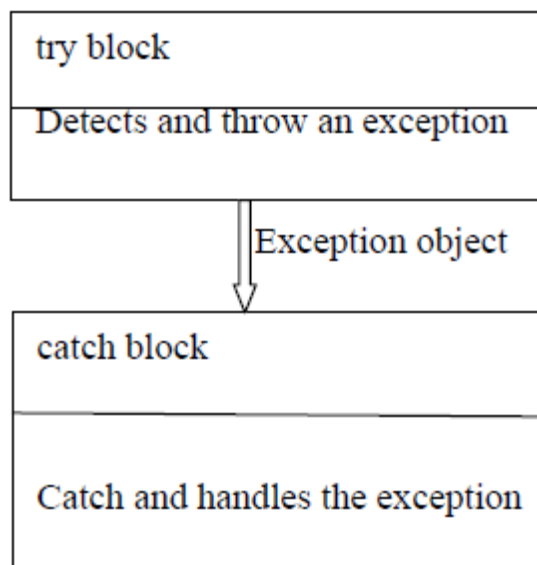 try block
Detects and throw an exception
Exception object
catch block
Catch and handles the exception